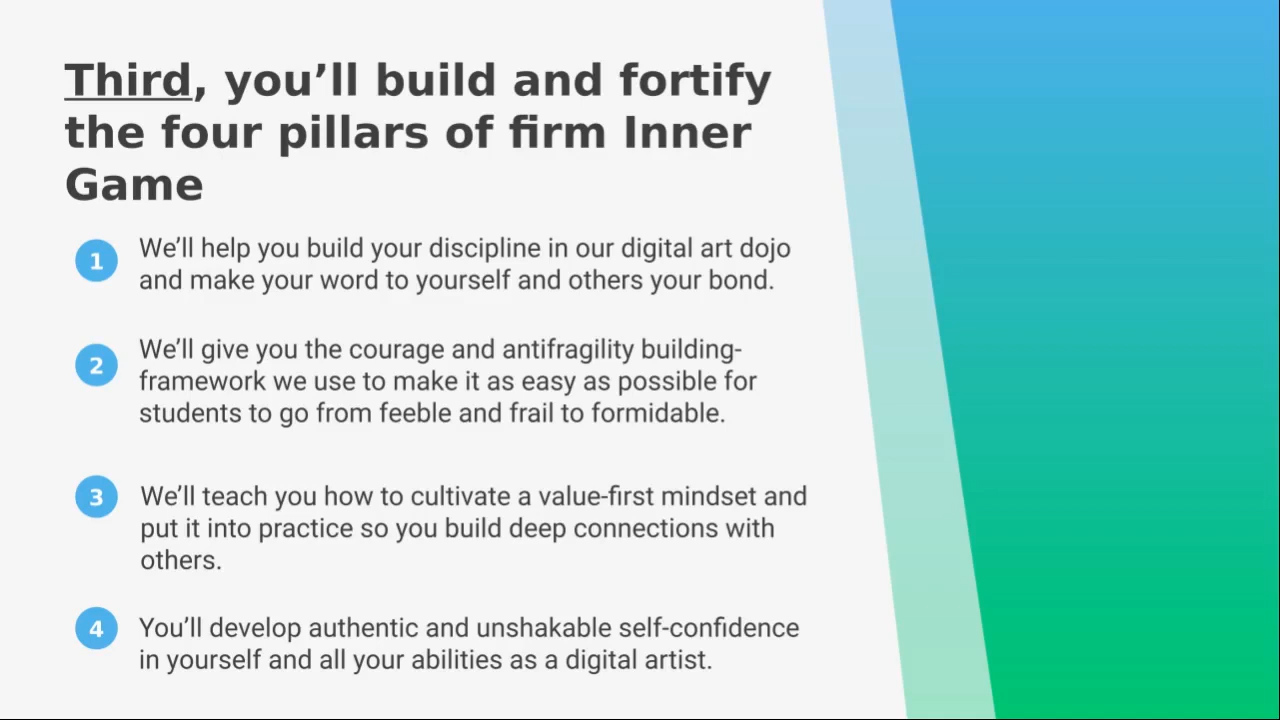 Third, you’ll build and fortify
the four pillars of firm Inner
Game
1 We’ll help you build your discipline in our digital art dojo
and make your word to yourself and others your bond.
2 We’ll give you the courage and antifragility building-
framework we use to make it as easy as possible for
students to go from feeble and frail to formidable.
3 We’ll teach you how to cultivate a value-first mindset and
put it into practice so you build deep connections with
others.
4 You’ll develop authentic and unshakable self-confidence
in yourself and all your abilities as a digital artist.